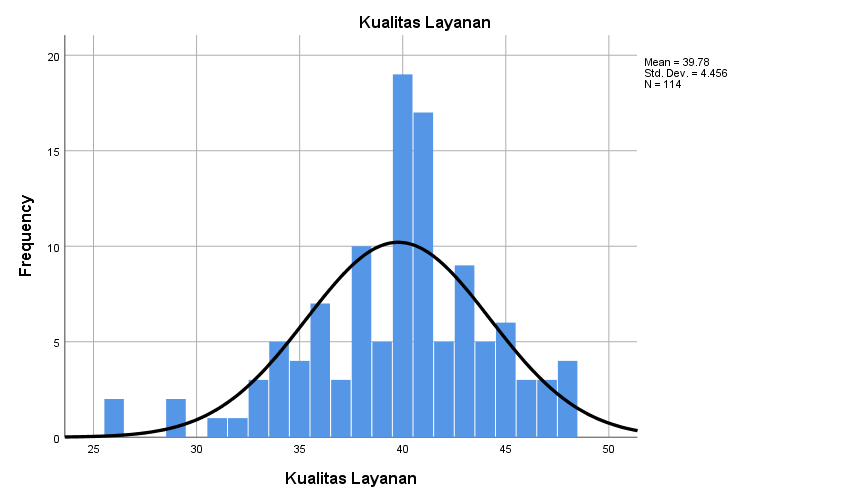 Kualitas Layanan
Mean = 39.78
Std. Dev. = 4.456
N = 114
Frequency
20
15
10
5
0
25 30 35 40 45 50
Kualitas Layanan